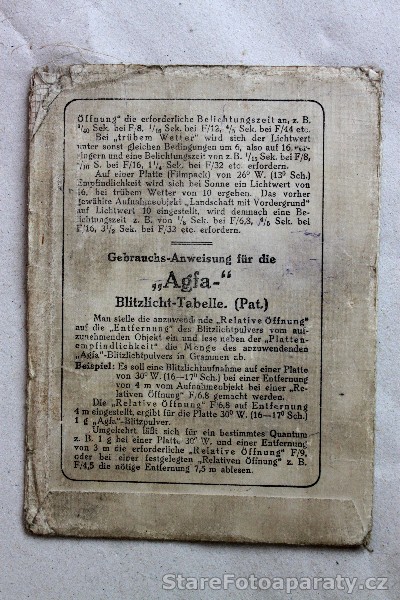 Öffnung" die erforderliche Belichtungszeit an, z. B.
Sek. bei F/8, 1/15 Sek. bei F/12, 4/5 Sek. bei F/44 etc.
Bei „trübem Wetter" wird sich der Lichtwert
unter sonst gleichen Bedingungen um 6, also auf 16 ver-
ringern und eine Belichtungszeit von z. B. 1/15 Sek. bei F/8,
S. bei F/16, Sek. bei F/32 etc. erfordern.
Auf einer Platte (Filmpack) von 26° W. (13° Sch.)
Empfindlichkeit wird sich bei Sonne ein Lichtwert von
16, bei trübem Wetter von 10 ergeben. Das vorher
gewählte Aufnahmeobjekt „Landschaft mit Vordergrund"
auf Lichtwert 10 eingestellt, wird demnach eine Be-
lichtungszeit z. B. von Sek. bei F/6,3, Sek. bei
F/16, 3 1/2 Sek. bei F/33 etc. erfordern.
Gebrauchs-Anweisung für die
„Agfa-"
Blitzlicht-Tabelle. (Pat.)
Man stelle die anzuwendende „Relative Öffnung"
auf die „Entfernung" des Blitzlichtpulvers vom auf-
zunehmenden Objekt ein und lese neben der „Platten-
empfindlichkeit" die Menge des anzuwendenden
„Agfa"-Blitzlichtpulvers in Grammen ab.
Beispiel: Es soll eine Blitzlichtaufnahme auf einer Platte
von 30° W. (16—17° Sch.) bei einer Entfernung
von 4 m vom Aufnahmeobjekt bei einer „Re-
lativen Öffnung" F/6,8 gemacht werden.
Die „Relative Öffnung" F/6,8 auf Entfernung
4 m eingestellt, ergibt für die Platte 30° W. (16—17° Sch.)
1 g „Agfa"-Blitzpulver.
Umgekehrt läßt sich für ein bestimmtes Quantum
z. B. 1 g bei einer Platte 30° W. und einer Entfernung
von 3 m die erforderliche „Relative Öffnung" F/9,
oder bei einer festgelegten „Relativen Öffnung" z. B.
F/4,5 die nötige Entfernung 7,5 m ablesen.
StareFotoaparaty.cz